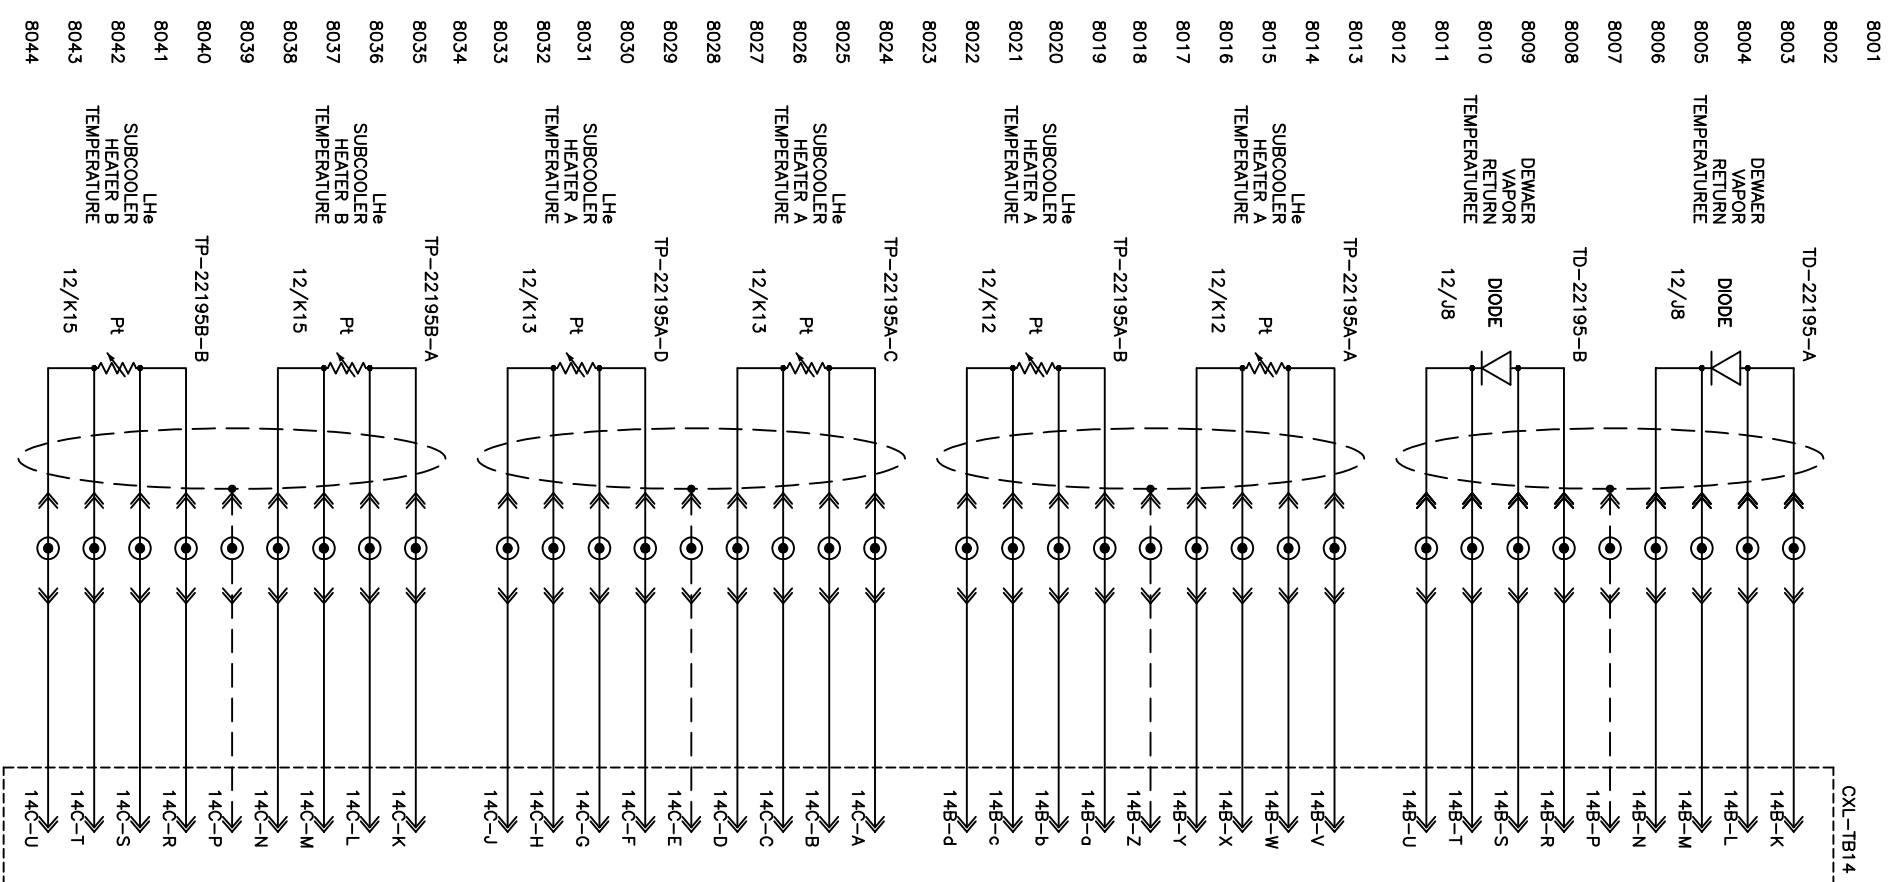 8001
8002
8003
8004
8005
8006
8007
8008
8009
8010
8011
8012
8013
8014
8015
8016
8017
8018
8019
8020
8021
8022
8023
8024
8025
8026
8027
8028
8029
8030
8031
8032
8033
8034
8035
8036
8037
8038
8039
8040
8041
8042
8043
8044
DEWAER
VAPOR
RETURN
TEMPERATUREE
TD-22195-A
DIODE
12/J8
DEWAER
VAPOR
RETURN
TEMPERATUREE
TD-22195-B
DIODE
12/J8
LHe
SUBCOOLER
HEATER A
TEMPERATURE
TP-22195A-A
Pt
12/K12
LHe
SUBCOOLER
HEATER A
TEMPERATURE
TP-22195A-B
Pt
12/K12
LHe
SUBCOOLER
HEATER A
TEMPERATURE
TP-22195A-C
Pt
12/K13
LHe
SUBCOOLER
HEATER A
TEMPERATURE
TP-22195A-D
Pt
12/K13
LHe
SUBCOOLER
HEATER B
TEMPERATURE
TP-22195B-A
Pt
12/K15
LHe
SUBCOOLER
HEATER B
TEMPERATURE
TP-22195B-B
Pt
12/K15
CXL-TB14
14B-K
14B-L
14B-M
14B-N
14B-P
14B-R
14B-S
14B-T
14B-U
14B-V
14B-W
14B-X
14B-Y
14B-Z
14B-a
14B-b
14B-c
14B-d
14C-A
14C-B
14C-C
14C-D
14C-E
14C-F
14C-G
14C-H
14C-J
14C-K
14C-L
14C-M
14C-N
14C-P
14C-R
14C-S
14C-T
14C-U